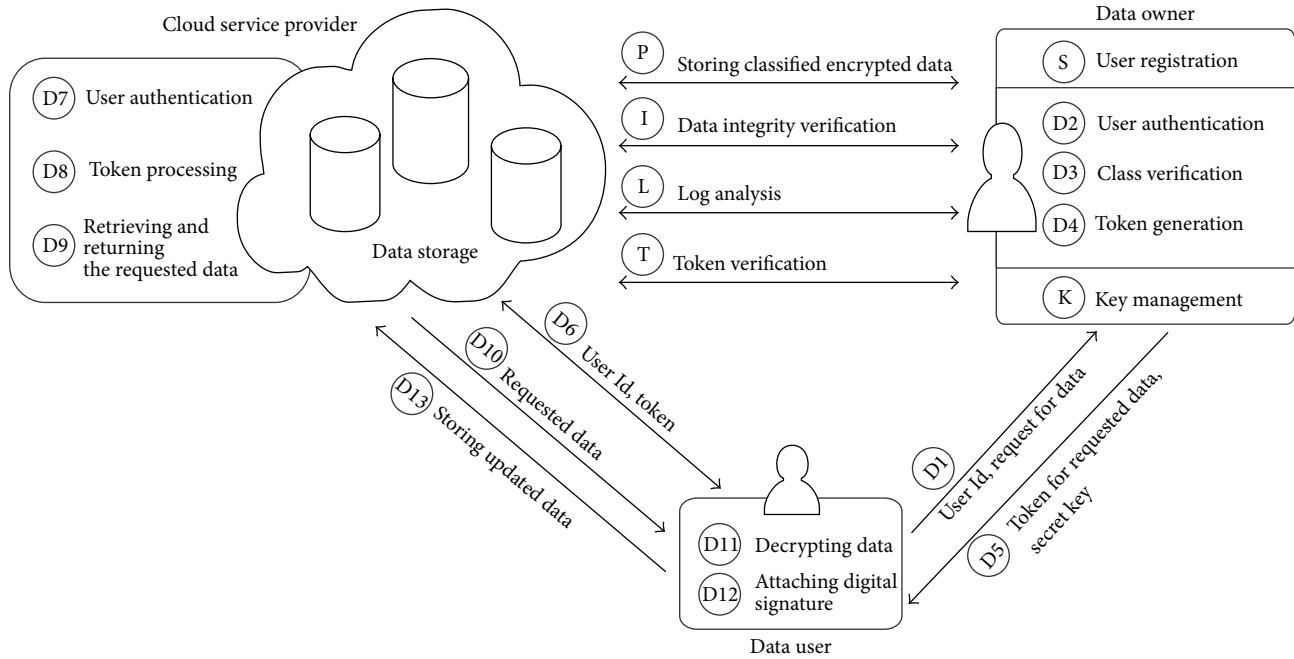 Cloud service provider
D7 User authentication
D8 Token processing
D9 Retrieving and
returning
the requested data
Data storage
P Storing classified encrypted data
I Data integrity verification
L Log analysis
T Token verification
Data owner
S User registration
D2 User authentication
D3 Class verification
D4 Token generation
K Key management
D6 User Id, token
D10 Requested data
D13 Storing updated data
D1 User Id, request for data
D5 Token for requested data,
secret key
D11 Decrypting data
D12 Attaching digital
signature
Data user